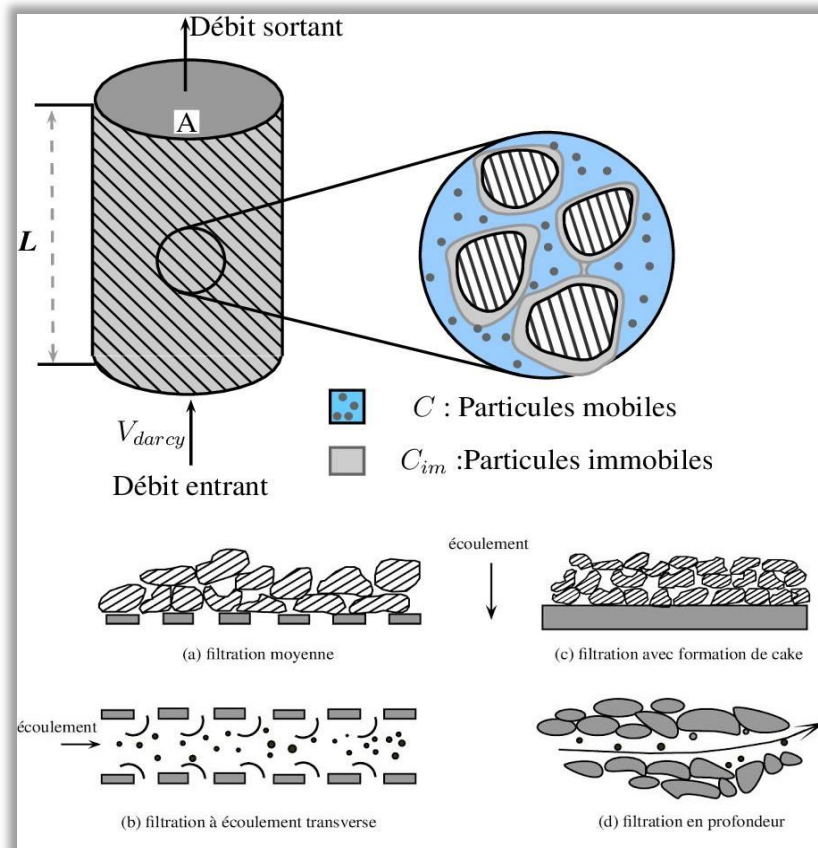 Débit sortant
A
L
V_darcy
Débit entrant
C : Particules mobiles
C_im :Particules immobiles
écoulement
(a) filtration moyenne
(c) filtration avec formation de cake
écoulement
(b) filtration à écoulement transverse
(d) filtration en profondeur